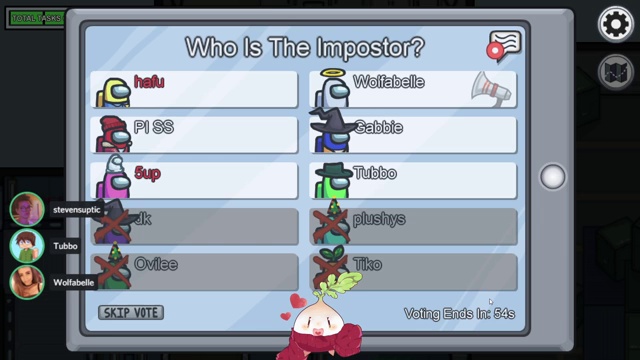 TOTAL TASKS
Who Is The Impostor?
hafu
Wolfabelle
PI SS
Gabbie
5up
Tubbo
Jk
plushys
Ovilee
Tiko
stevensuptic
Tubbo
Wolfabelle
SKIP VOTE
Voting Ends In: 54s